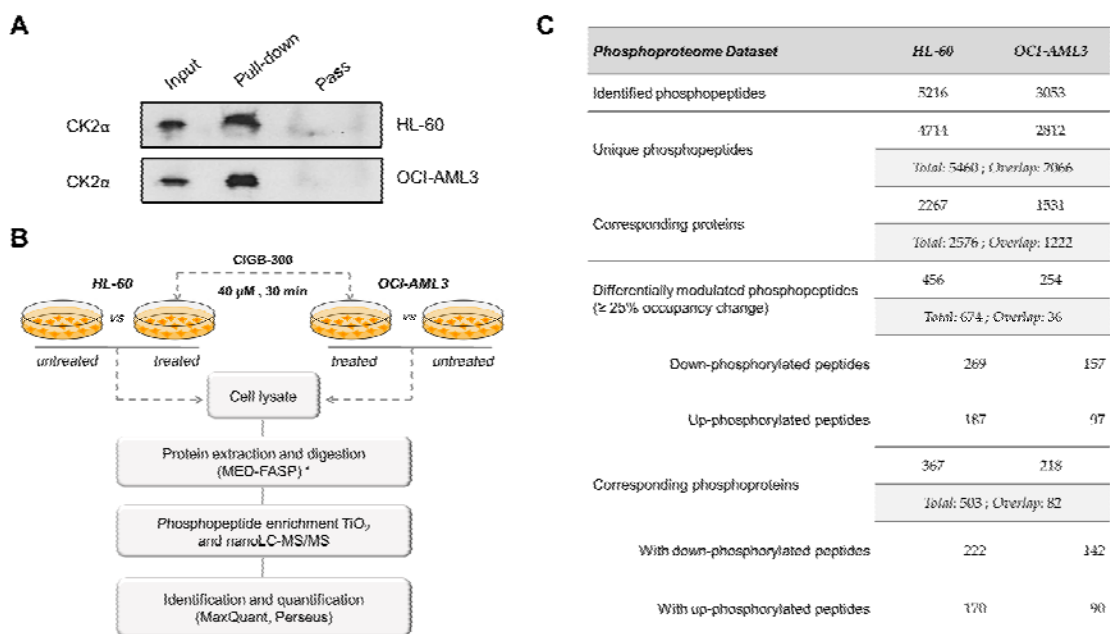 A
Input
Pull-down
Pass
CK2α
HL-60
CK2α
OCI-AML3
B
CIGB-300
HL-60
40 µM , 30 min
OCI-AML3
vs
vs
untreated
treated
treated
untreated
Cell lysate
Protein extraction and digestion
(MED-FASP) *
Phosphopeptide enrichment TiO₂
and nanoLC-MS/MS
Identification and quantification
(MaxQuant, Perseus)
C
Phosphoproteome Dataset HL-60 OCI-AML3
Identified phosphopeptides 5216 3053
Unique phosphopeptides 4714 2812
Total: 5460 ; Overlap: 2066
Corresponding proteins 2267 1531
Total: 2576 ; Overlap: 1222
Differentially modulated phosphopeptides
(≥ 25% occupancy change) 456 254
Total: 674 ; Overlap: 36
Down-phosphorylated peptides 269 157
Up-phosphorylated peptides 187 97
Corresponding phosphoproteins 367 218
Total: 503 ; Overlap: 82
With down-phosphorylated peptides 222 142
With up-phosphorylated peptides 170 90